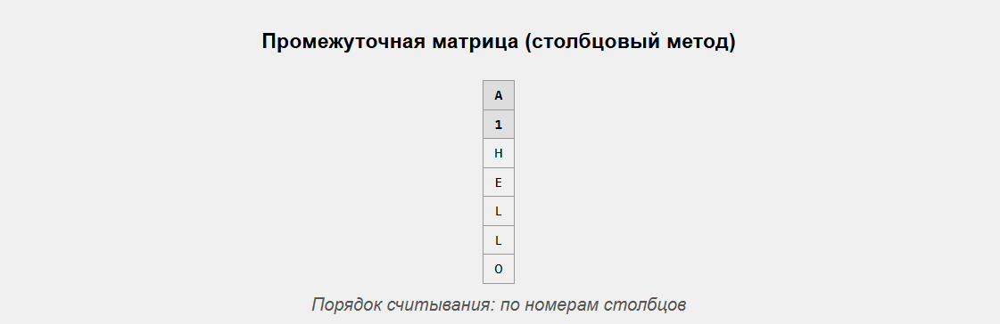 Промежуточная матрица (столбцовый метод)
A
1
H
E
L
L
O
Порядок считывания: по номерам столбцов